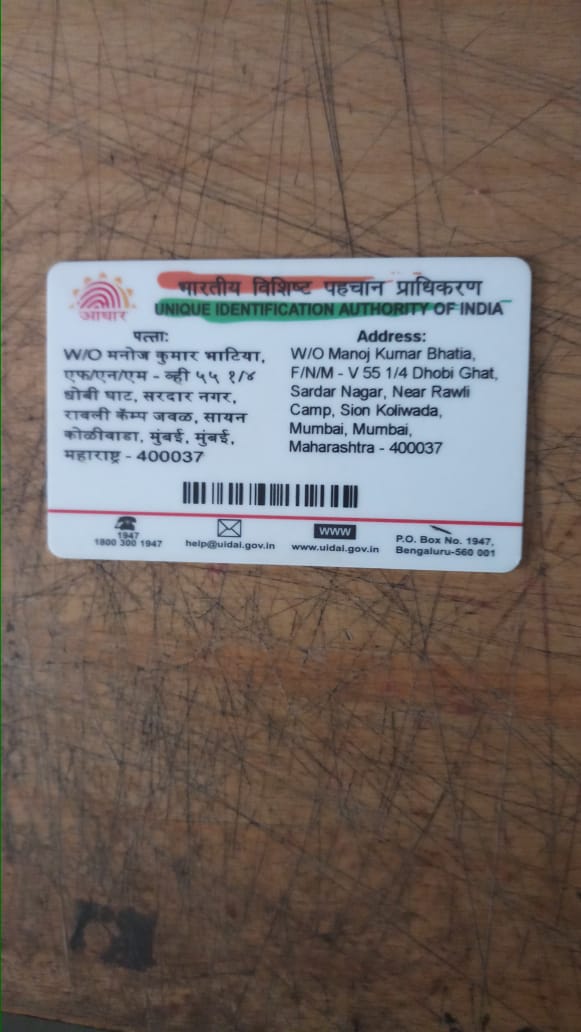 भारतीय विशिष्ट पहचान प्राधिकरण
UNIQUE IDENTIFICATION AUTHORITY OF INDIA
आधार
पत्ता:
W/O मनोज कुमार भाटिया,
एफ/एन/एम - व्ही ५५ १/४
धोबी घाट, सरदार नगर,
रावली कॅम्प जवळ, सायन
कोळीवाडा, मुंबई, मुंबई,
महाराष्ट्र - 400037
Address:
W/O Manoj Kumar Bhatia,
F/N/M - V 55 1/4 Dhobi Ghat,
Sardar Nagar, Near Rawli
Camp, Sion Koliwada,
Mumbai, Mumbai,
Maharashtra - 400037
1947
1800 300 1947
help@uidai.gov.in
www
www.uidai.gov.in
P.O. Box No. 1947,
Bengaluru-560 001